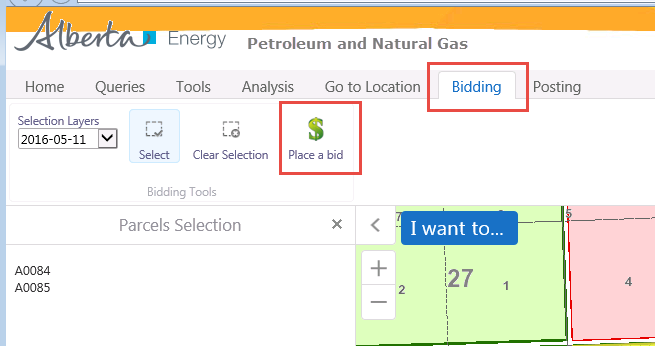 Alberta Energy Petroleum and Natural Gas
Home Queries Tools Analysis Go to Location Bidding Posting
Selection Layers
2016-05-11
Select Clear Selection Place a bid
Bidding Tools
Parcels Selection ×
I want to...
A0084
A0085
27
2
1
4
5